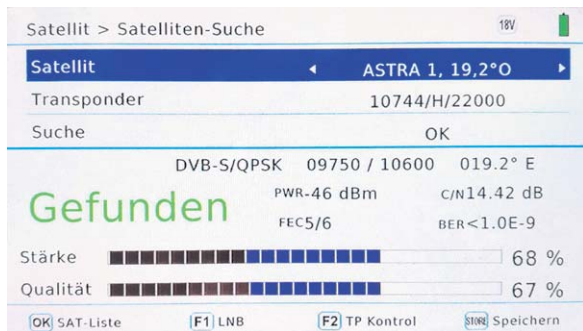 Satellit > Satelliten-Suche 18V
Satellit ASTRA 1, 19,2°O
Transponder 10744/H/22000
Suche OK
DVB-S/QPSK 09750 / 10600 019.2° E
Gefunden
PWR-46 dBm C/N14.42 dB
FEC5/6 BER<1.0E-9
Stärke 68 %
Qualität 67 %
OK SAT-Liste F1 LNB F2 TP Kontrol STORE Speichern